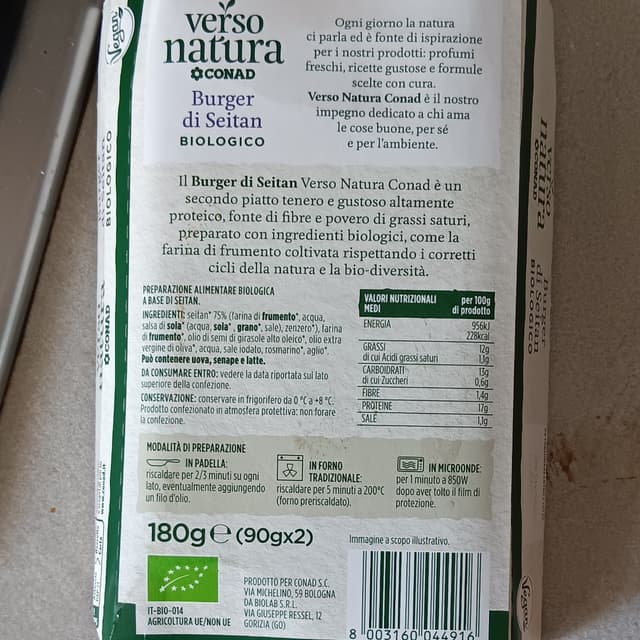 Vegan
verso
natura
CONAD
Burger
di Seitan
BIOLOGICO
Ogni giorno la natura
ci parla ed è fonte di ispirazione
per i nostri prodotti: profumi
freschi, ricette gustose e formule
scelte con cura.
Verso Natura Conad è il nostro
impegno dedicato a chi ama
le cose buone, per sé
e per l'ambiente.
Il Burger di Seitan Verso Natura Conad è un
secondo piatto tenero e gustoso altamente
proteico, fonte di fibre e povero di grassi saturi,
preparato con ingredienti biologici, come la
farina di frumento coltivata rispettando i corretti
cicli della natura e la bio-diversità.
PREPARAZIONE ALIMENTARE BIOLOGICA
A BASE DI SEITAN.
INGREDIENTI: seitan* 75% (farina di frumento*, acqua,
salsa di soia* (acqua, soia*, grano*, sale), zenzero*), farina
di frumento*, olio di semi di girasole alto oleico*, olio extra
vergine di oliva*, acqua, sale iodato, rosmarino*, aglio*.
Può contenere uova, senape e latte.
DA CONSUMARE ENTRO: vedere la data riportata sul lato
superiore della confezione.
CONSERVAZIONE: conservare in frigorifero da 0 °C a +8 °C.
Prodotto confezionato in atmosfera protettiva: non forare
la confezione.
VALORI NUTRIZIONALI MEDI per 100g di prodotto
ENERGIA 956kJ
228kcal
GRASSI 12g
di cui Acidi grassi saturi 1,3g
CARBOIDRATI 13g
di cui Zuccheri 0,6g
FIBRE 1,4g
PROTEINE 17g
SALE 1,1g
MODALITÀ DI PREPARAZIONE
IN PADELLA:
riscaldare per 2/3 minuti su ogni
lato, eventualmente aggiungendo
un filo d'olio.
IN FORNO
TRADIZIONALE:
riscaldare per 5 minuti a 200°C
(forno preriscaldato).
IN MICROONDE:
per 1 minuto a 850W
dopo aver tolto il film di
protezione.
180g e (90gx2)
Immagine a scopo illustrativo.
IT-BIO-014
AGRICOLTURA UE/NON UE
PRODOTTO PER CONAD S.C.
VIA MICHELINO, 59 BOLOGNA
DA BIOLAB S.R.L.
VIA GIUSEPPE RESSEL, 12
GORIZIA (GO)
8 003160 044916
BIOLOGICO
CONAD
verso
natura
CONAD
Burger
di Seitan
BIOLOGICO
Vegan